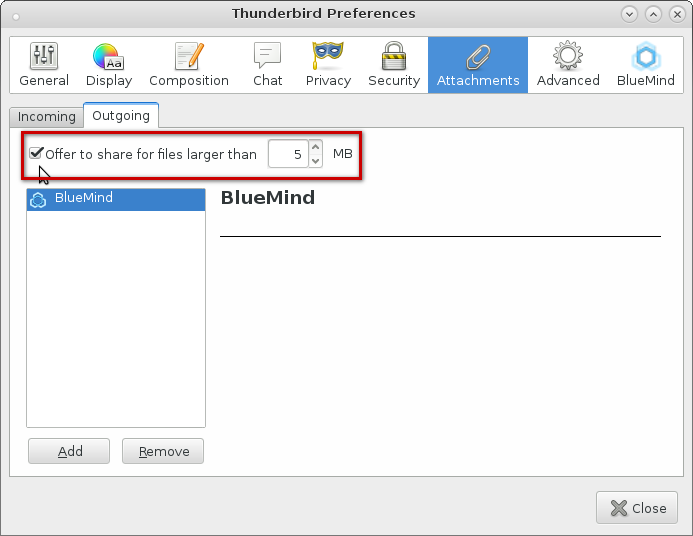 Thunderbird Preferences
General Display Composition Chat Privacy Security Attachments Advanced BlueMind
Aa
Incoming Outgoing
Offer to share for files larger than 5 MB
BlueMind
BlueMind
Add Remove
Close